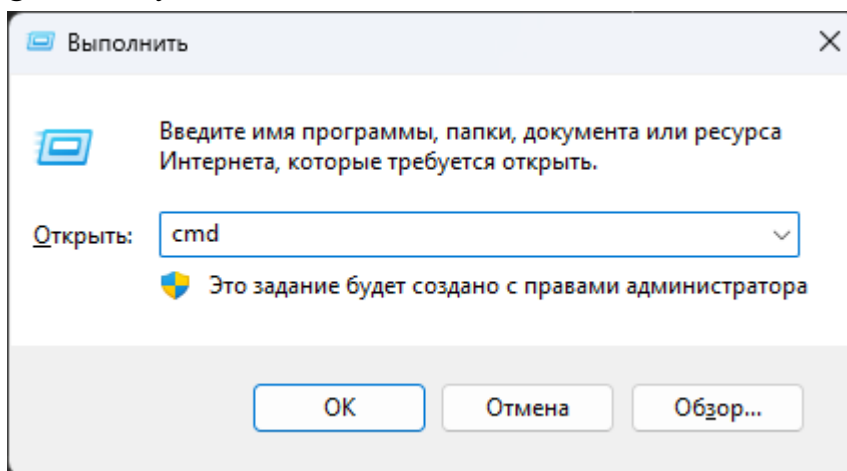 Выполнить
Введите имя программы, папки, документа или ресурса
Интернета, которые требуется открыть.
Открыть: cmd
Это задание будет создано с правами администратора
ОК Отмена Обзор...